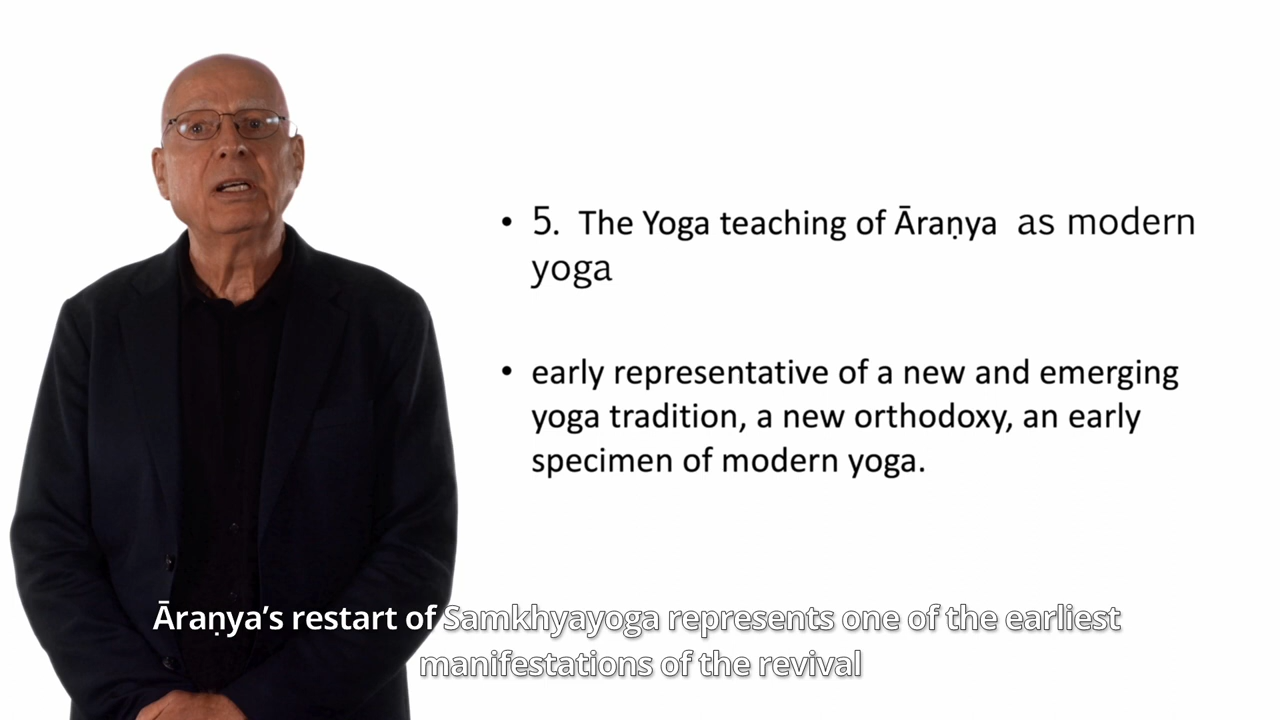 • 5. The Yoga teaching of Āraṇya as modern
yoga
• early representative of a new and emerging
yoga tradition, a new orthodoxy, an early
specimen of modern yoga.
Āraṇya’s restart of Samkhyayoga represents one of the earliest
manifestations of the revival